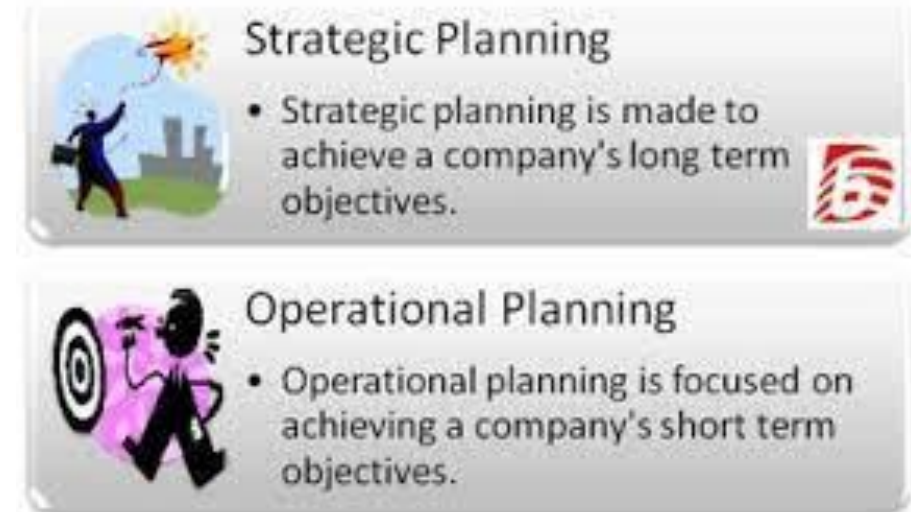 Strategic Planning
• Strategic planning is made to
achieve a company's long term
objectives.
b
Operational Planning
• Operational planning is focused on
achieving a company's short term
objectives.